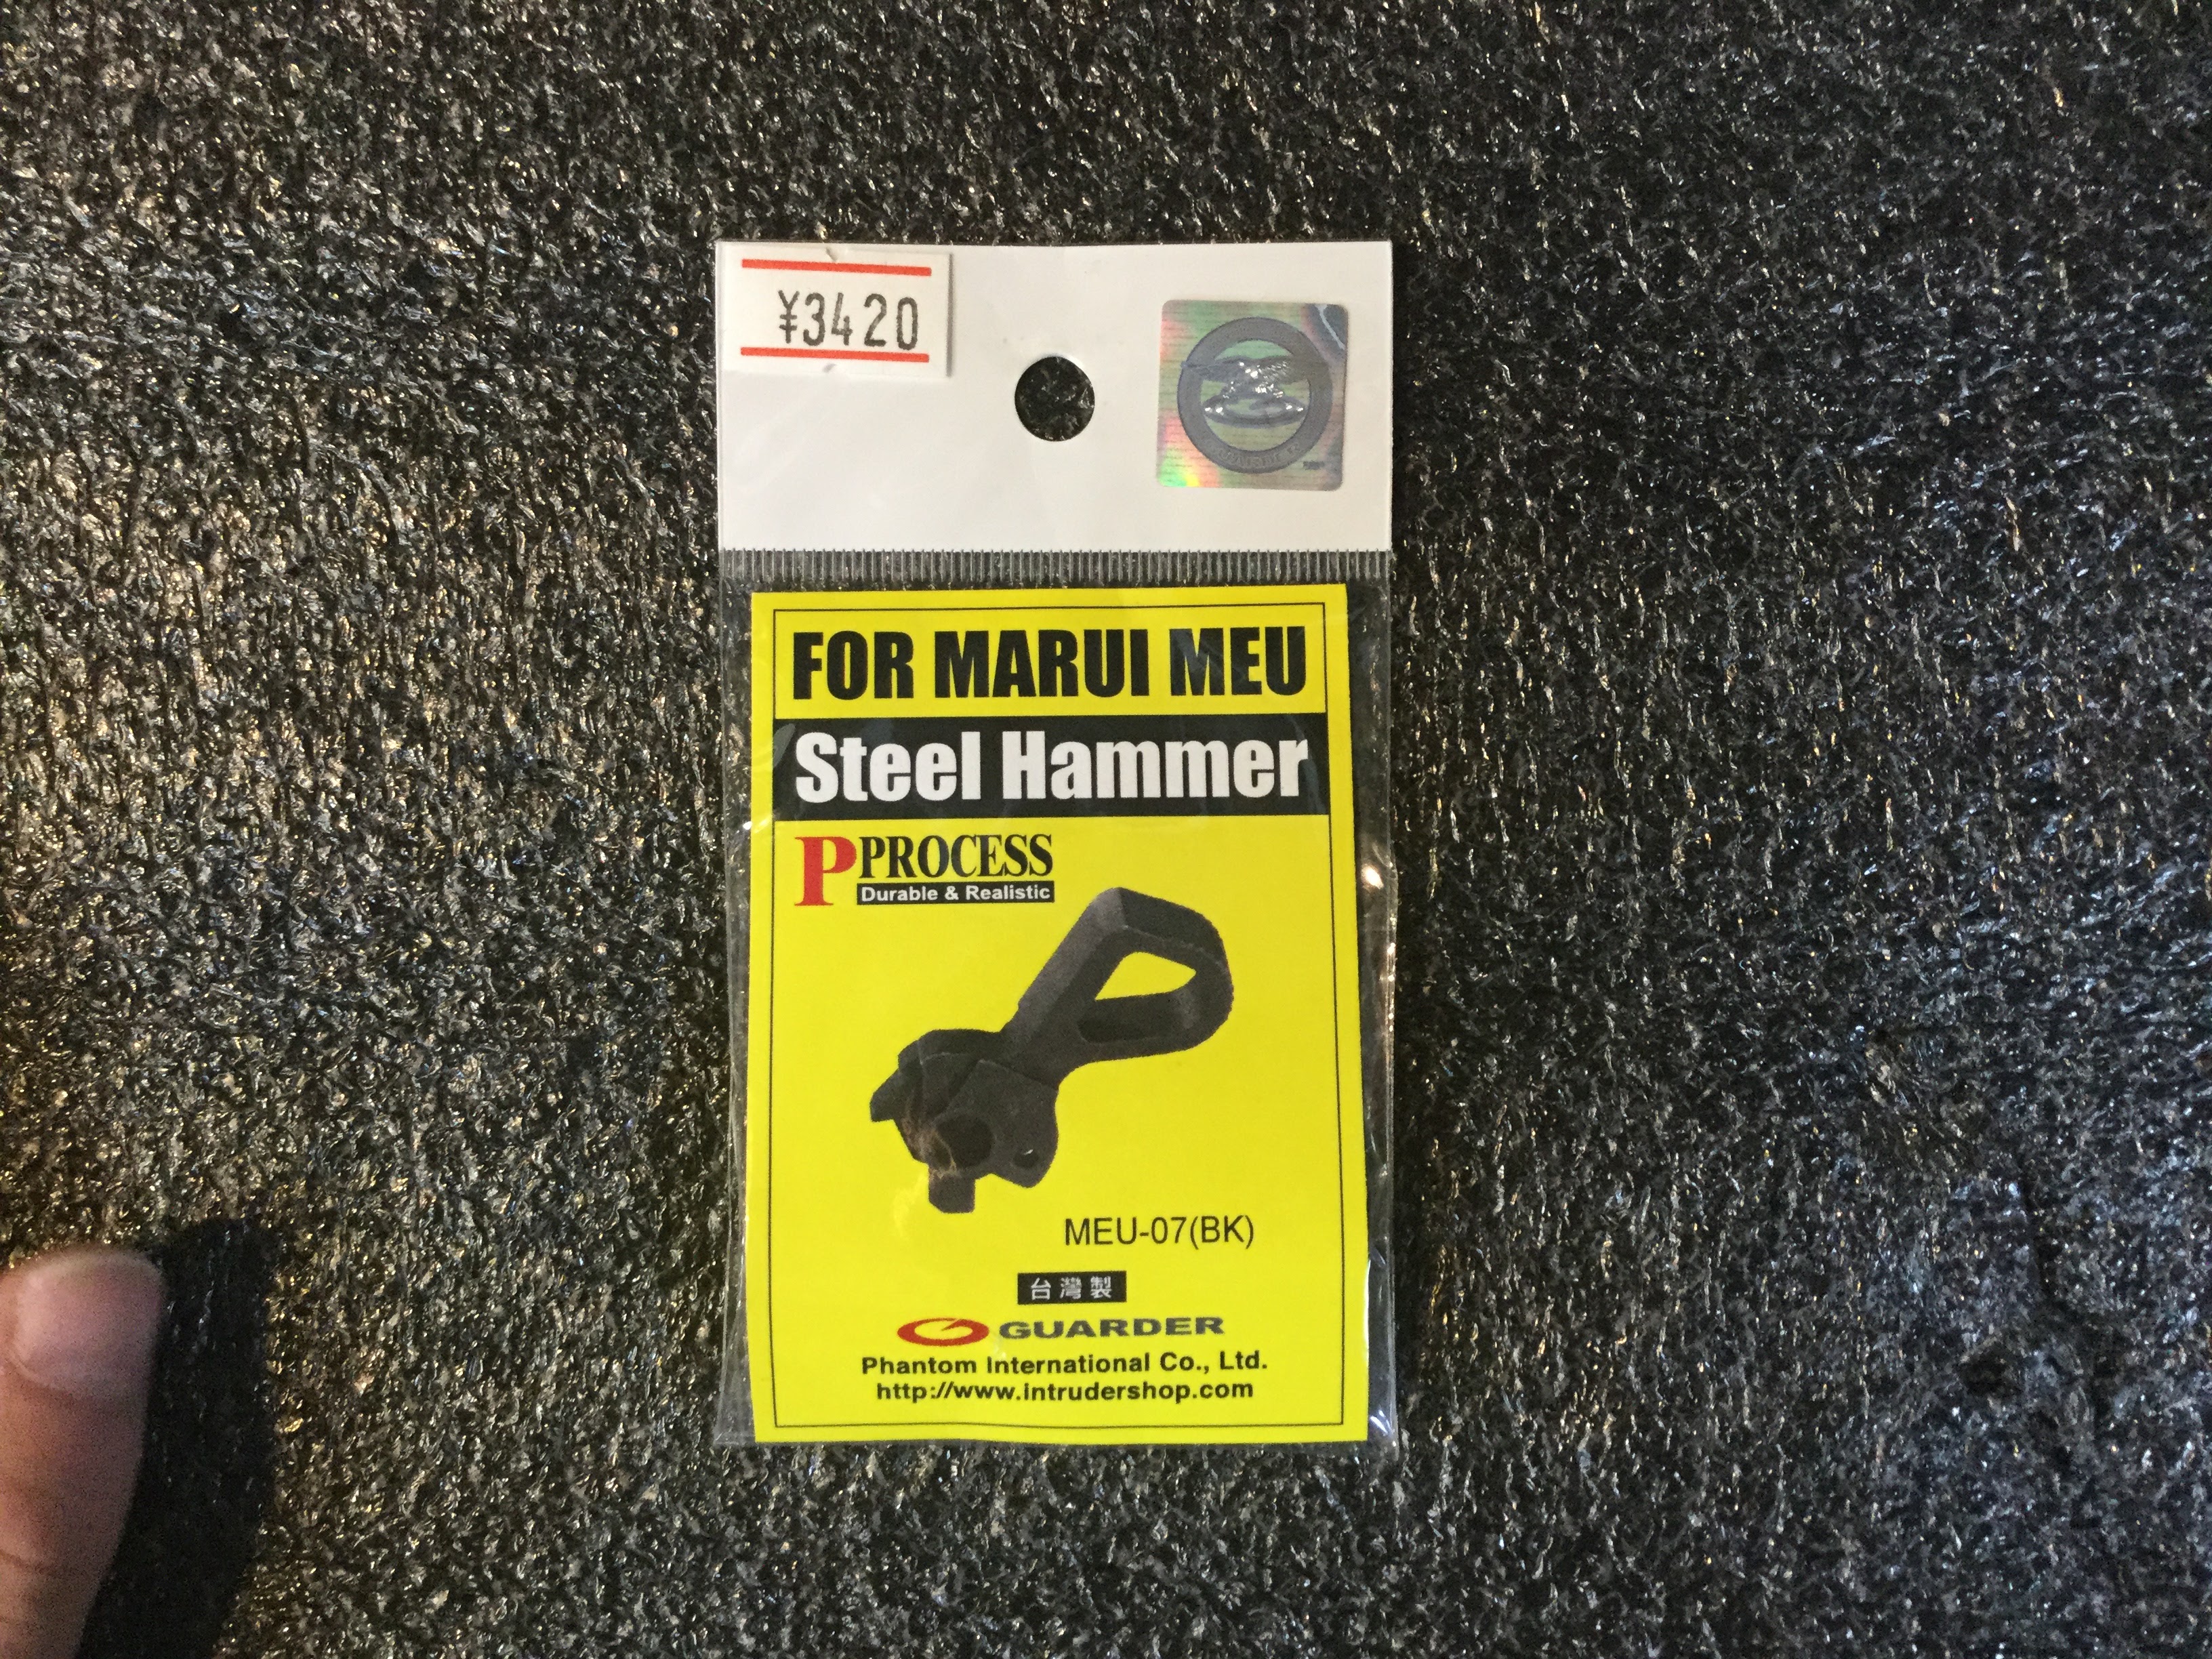 ¥3420
FOR MARUI MEU
Steel Hammer
P PROCESS
Durable & Realistic
MEU-07(BK)
台灣製
GUARDER
Phantom International Co., Ltd.
http://www.intrudershop.com